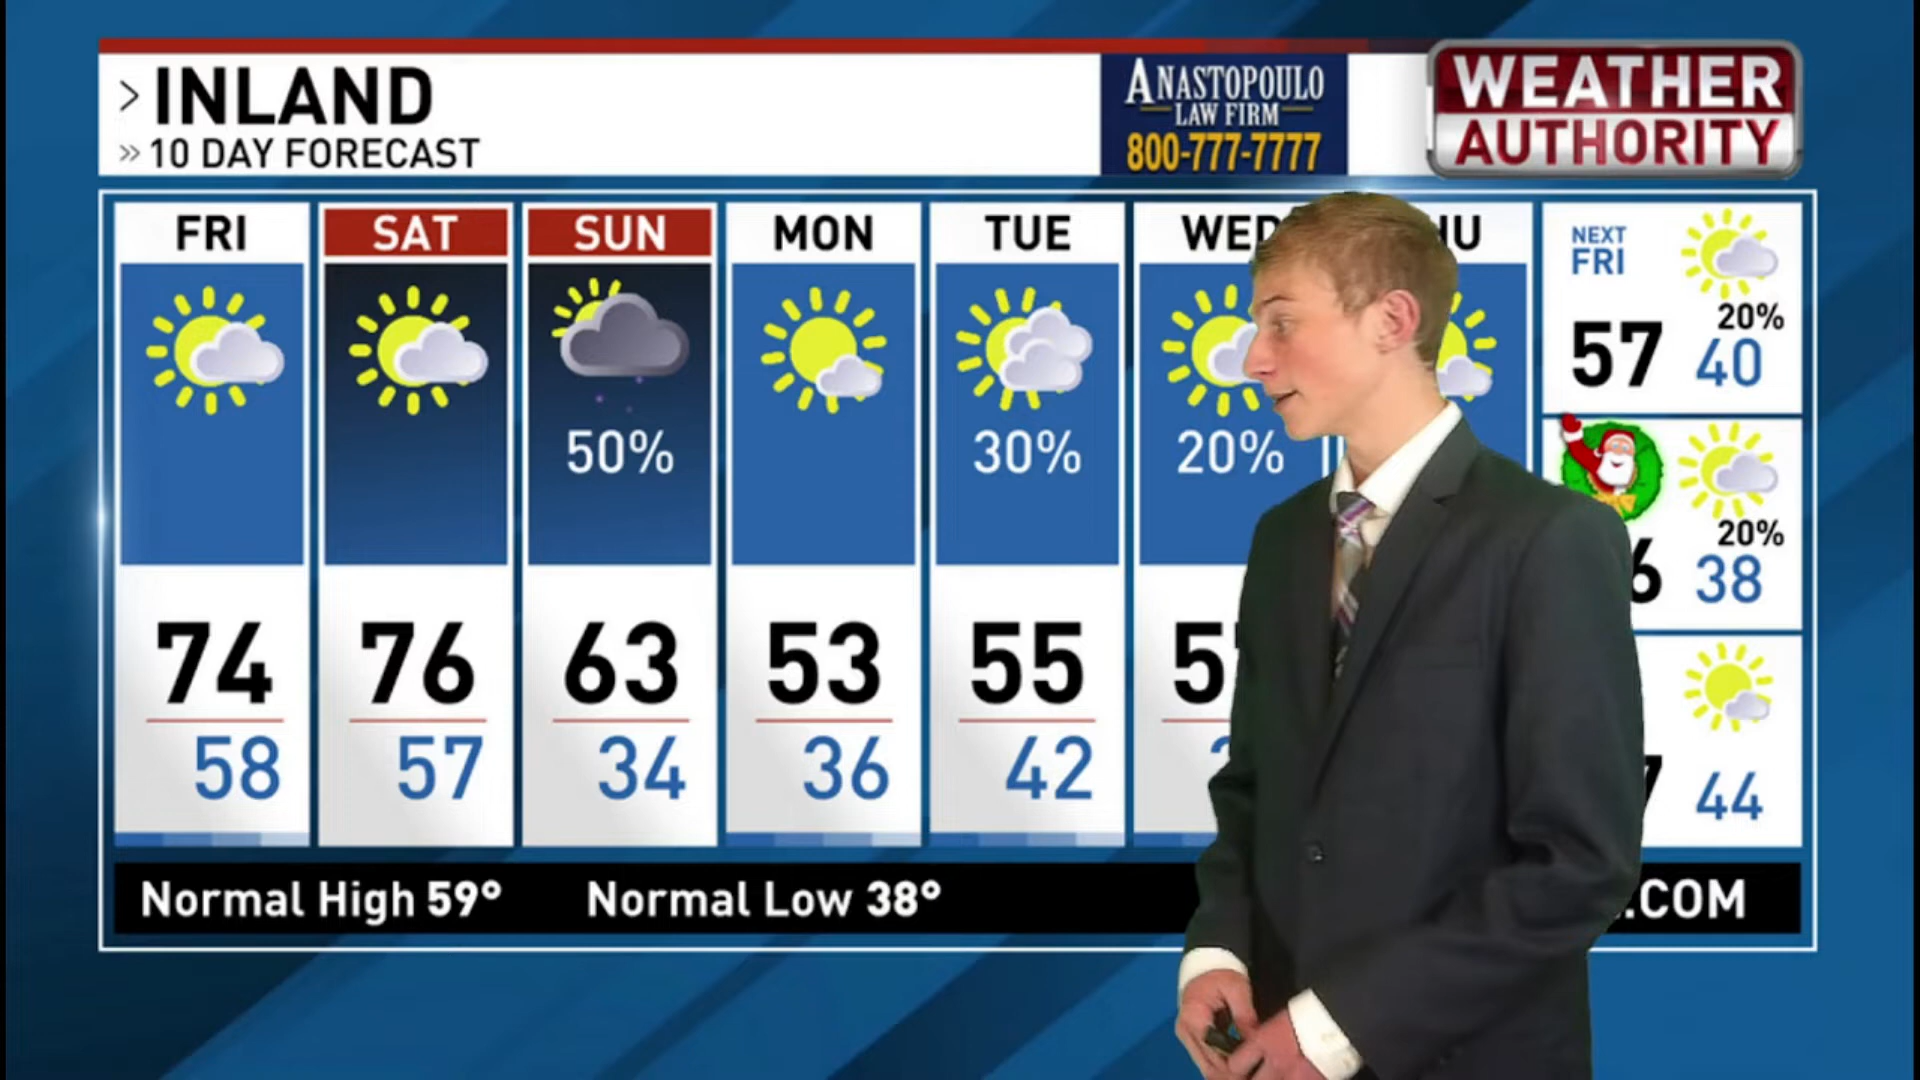 > INLAND
» 10 DAY FORECAST
ANASTOPOULO
LAW FIRM
800-777-7777
WEATHER
AUTHORITY
FRI
SAT
SUN
MON
TUE
WED
50%
30%
20%
74
76
63
53
55
58
57
34
36
42
NEXT
FRI
20%
57
40
20%
38
44
Normal High 59°
Normal Low 38°
.COM